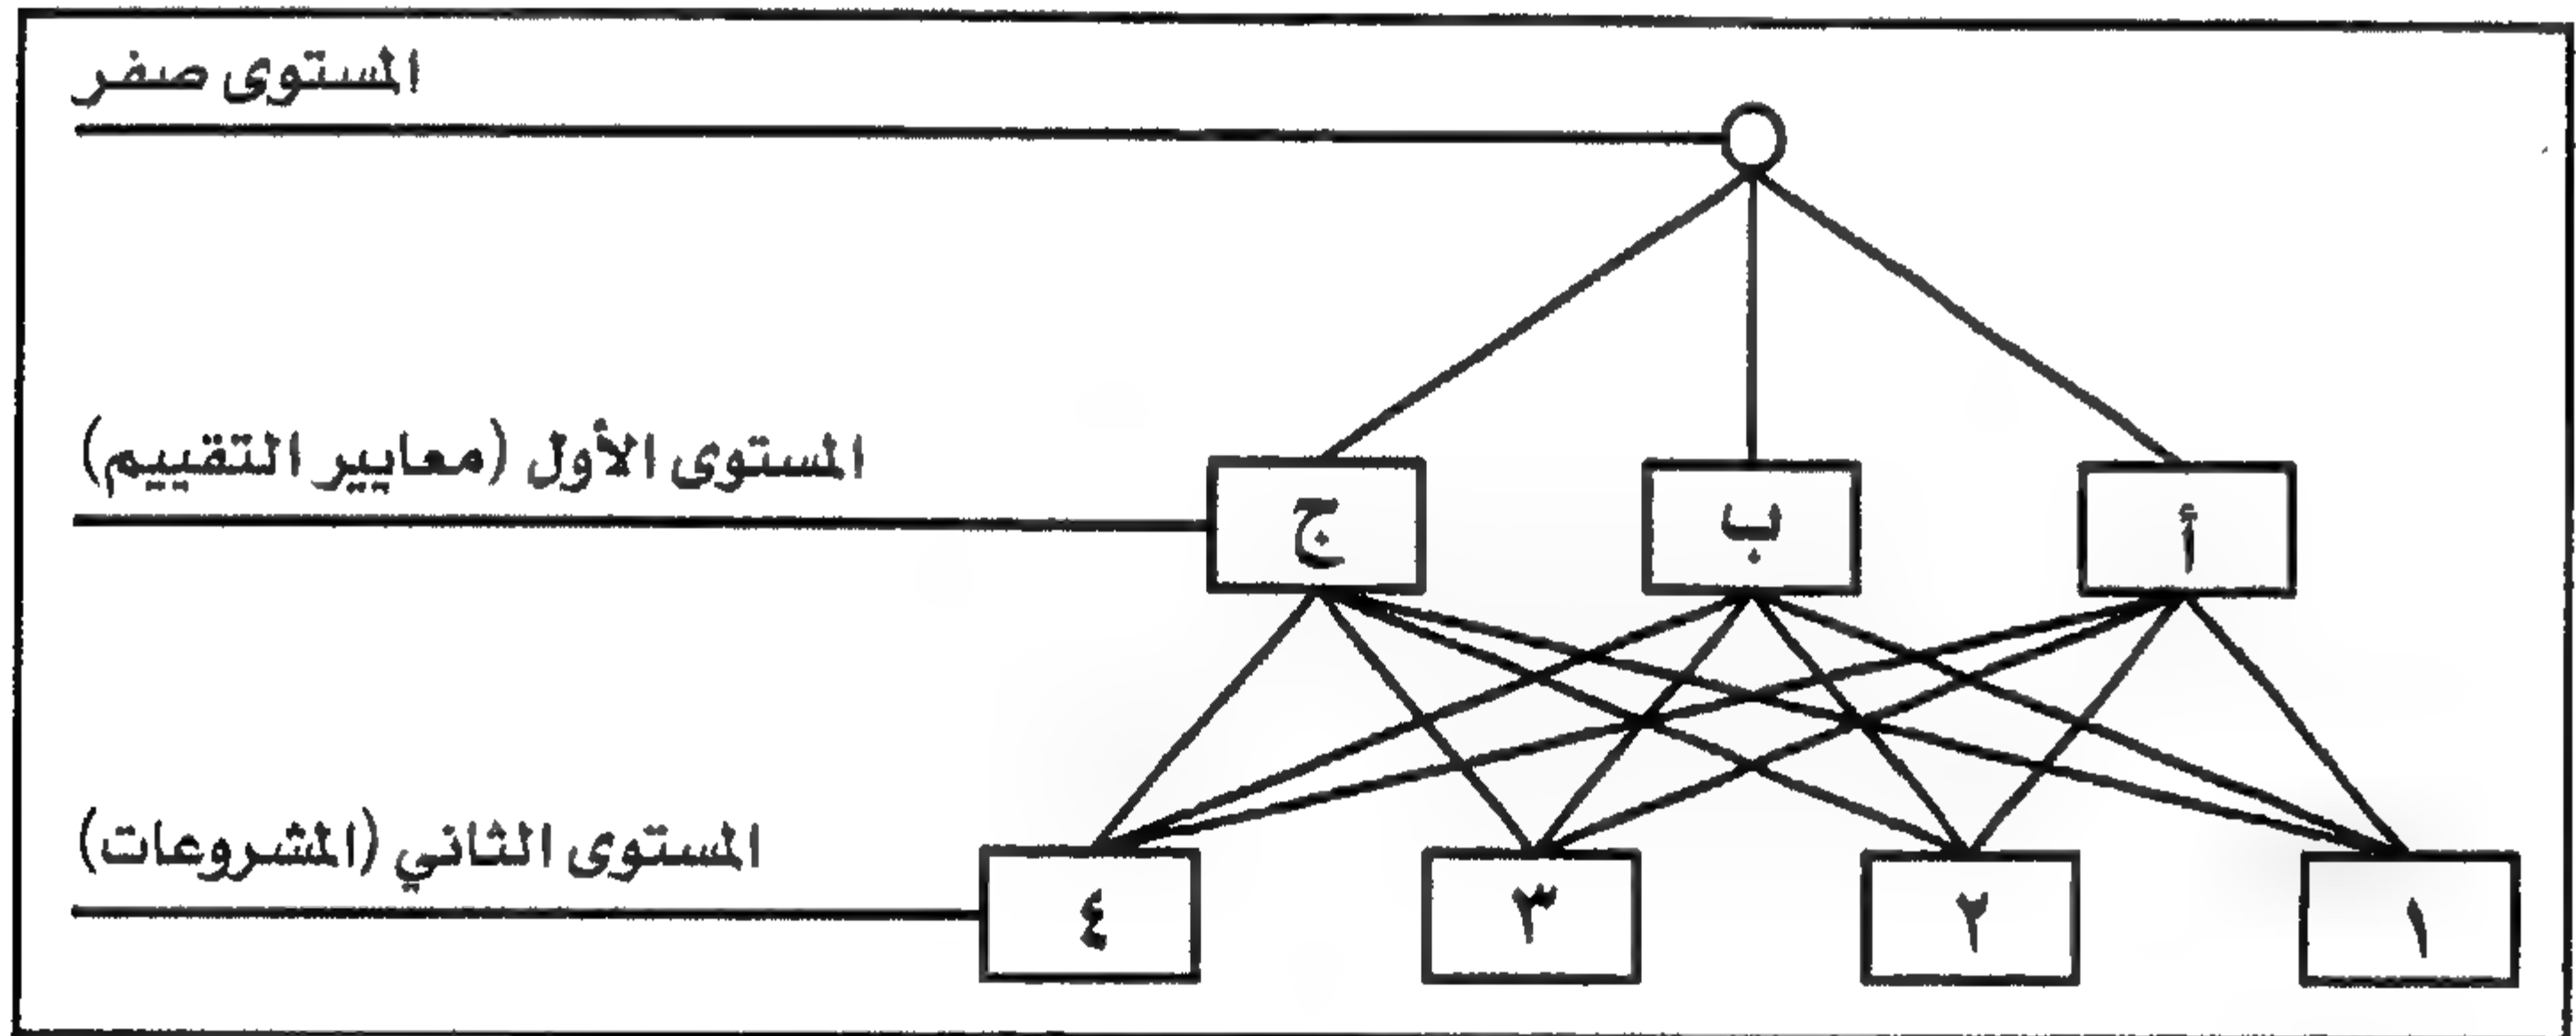 المستوى صفر
المستوى الأول (معايير التقييم)
أ
ب
ج
المستوى الثاني (المشروعات)
١
٢
٣
٤